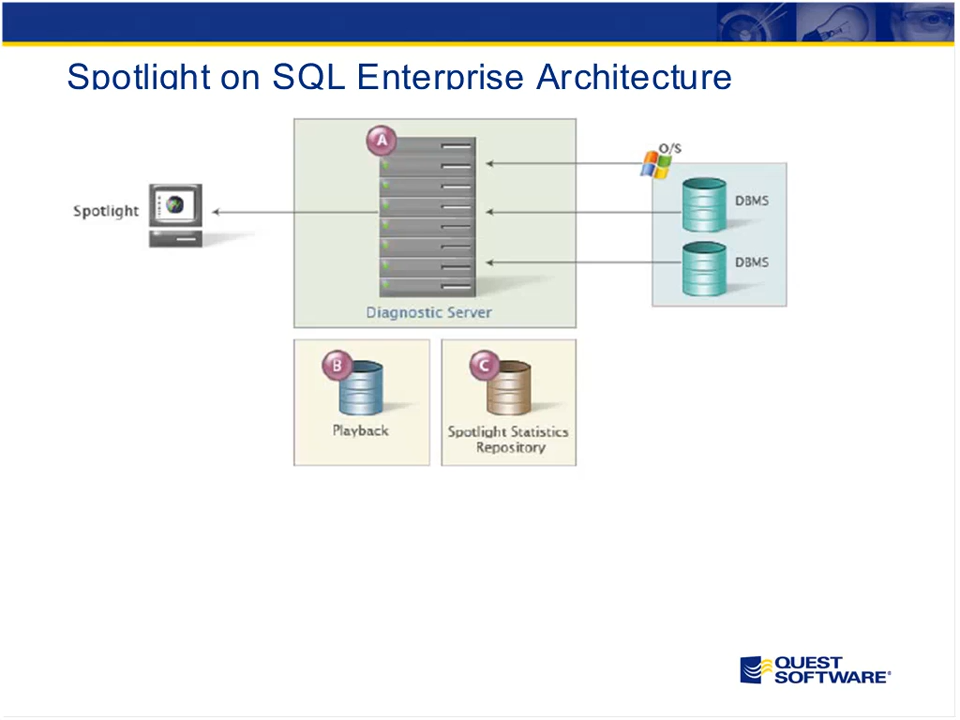 Spotlight on SQL Enterprise Architecture
A
O/S
Spotlight
DBMS
DBMS
Diagnostic Server
B
C
Playback
Spotlight Statistics
Repository
QUEST
SOFTWARE®